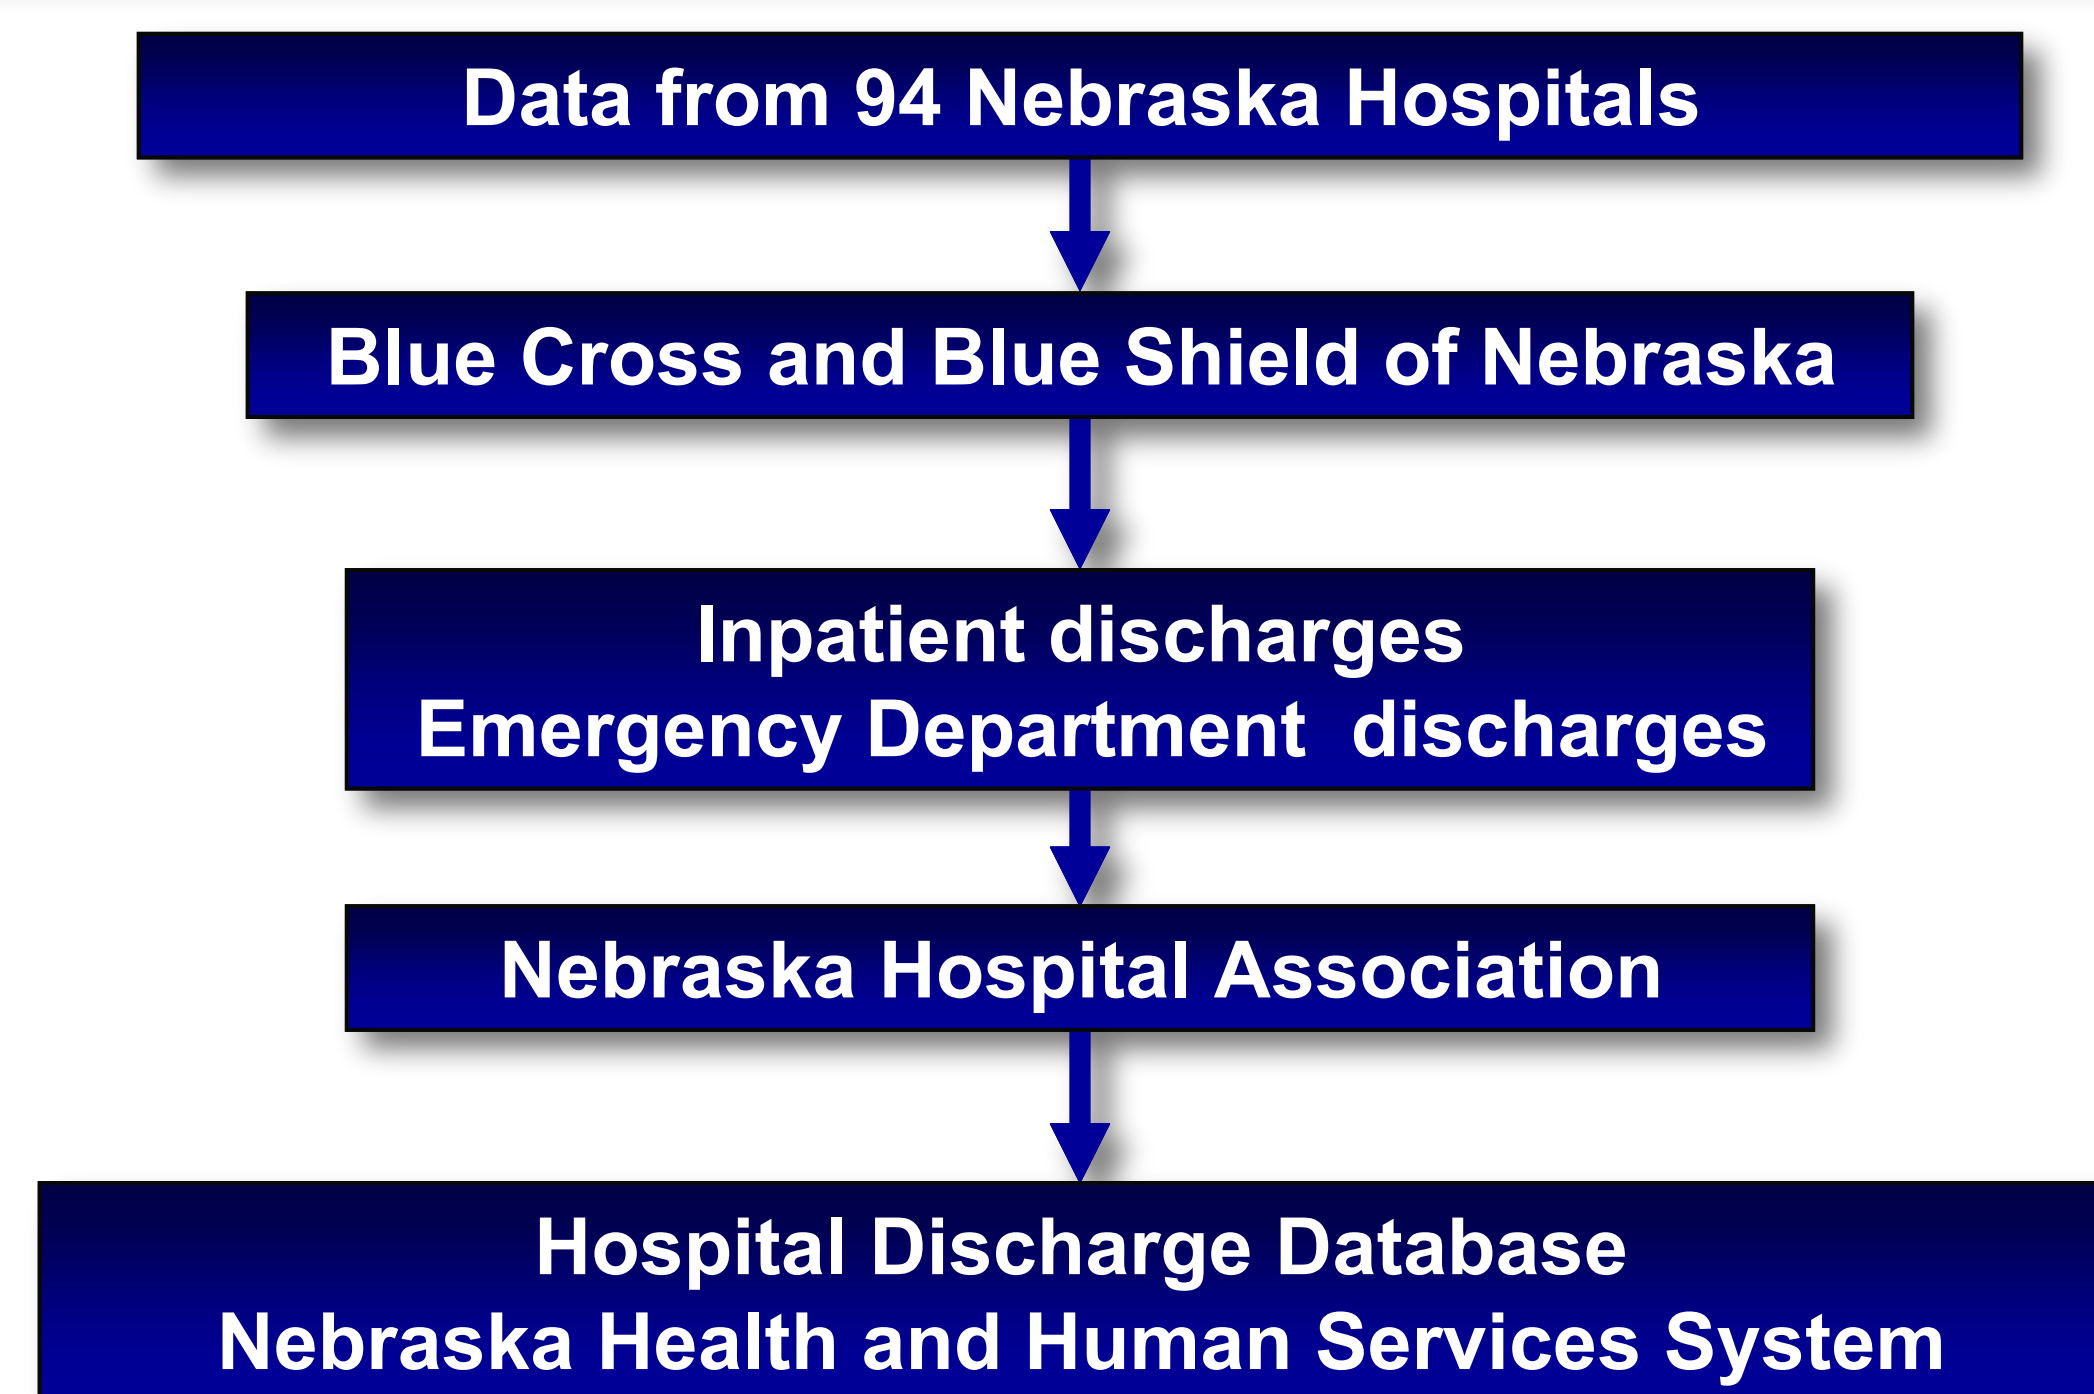 Data from 94 Nebraska Hospitals
Blue Cross and Blue Shield of Nebraska
Inpatient discharges
Emergency Department discharges
Nebraska Hospital Association
Hospital Discharge Database
Nebraska Health and Human Services System